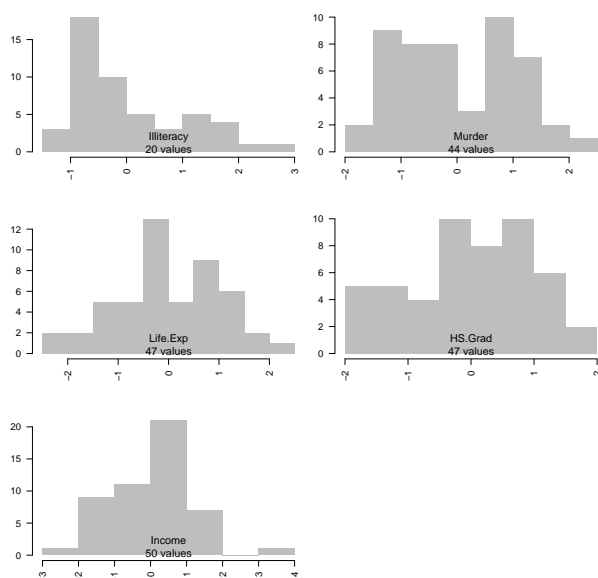 15
10
5
0
Illiteracy
20 values
−1 0 1 2 3
10
8
6
4
2
0
Murder
44 values
−2 −1 0 1 2
12
10
8
6
4
2
0
Life.Exp
47 values
−2 −1 0 1 2
10
8
6
4
2
0
HS.Grad
47 values
−2 −1 0 1 2
20
15
10
5
0
Income
50 values
3 2 1 0 1 2 3 4